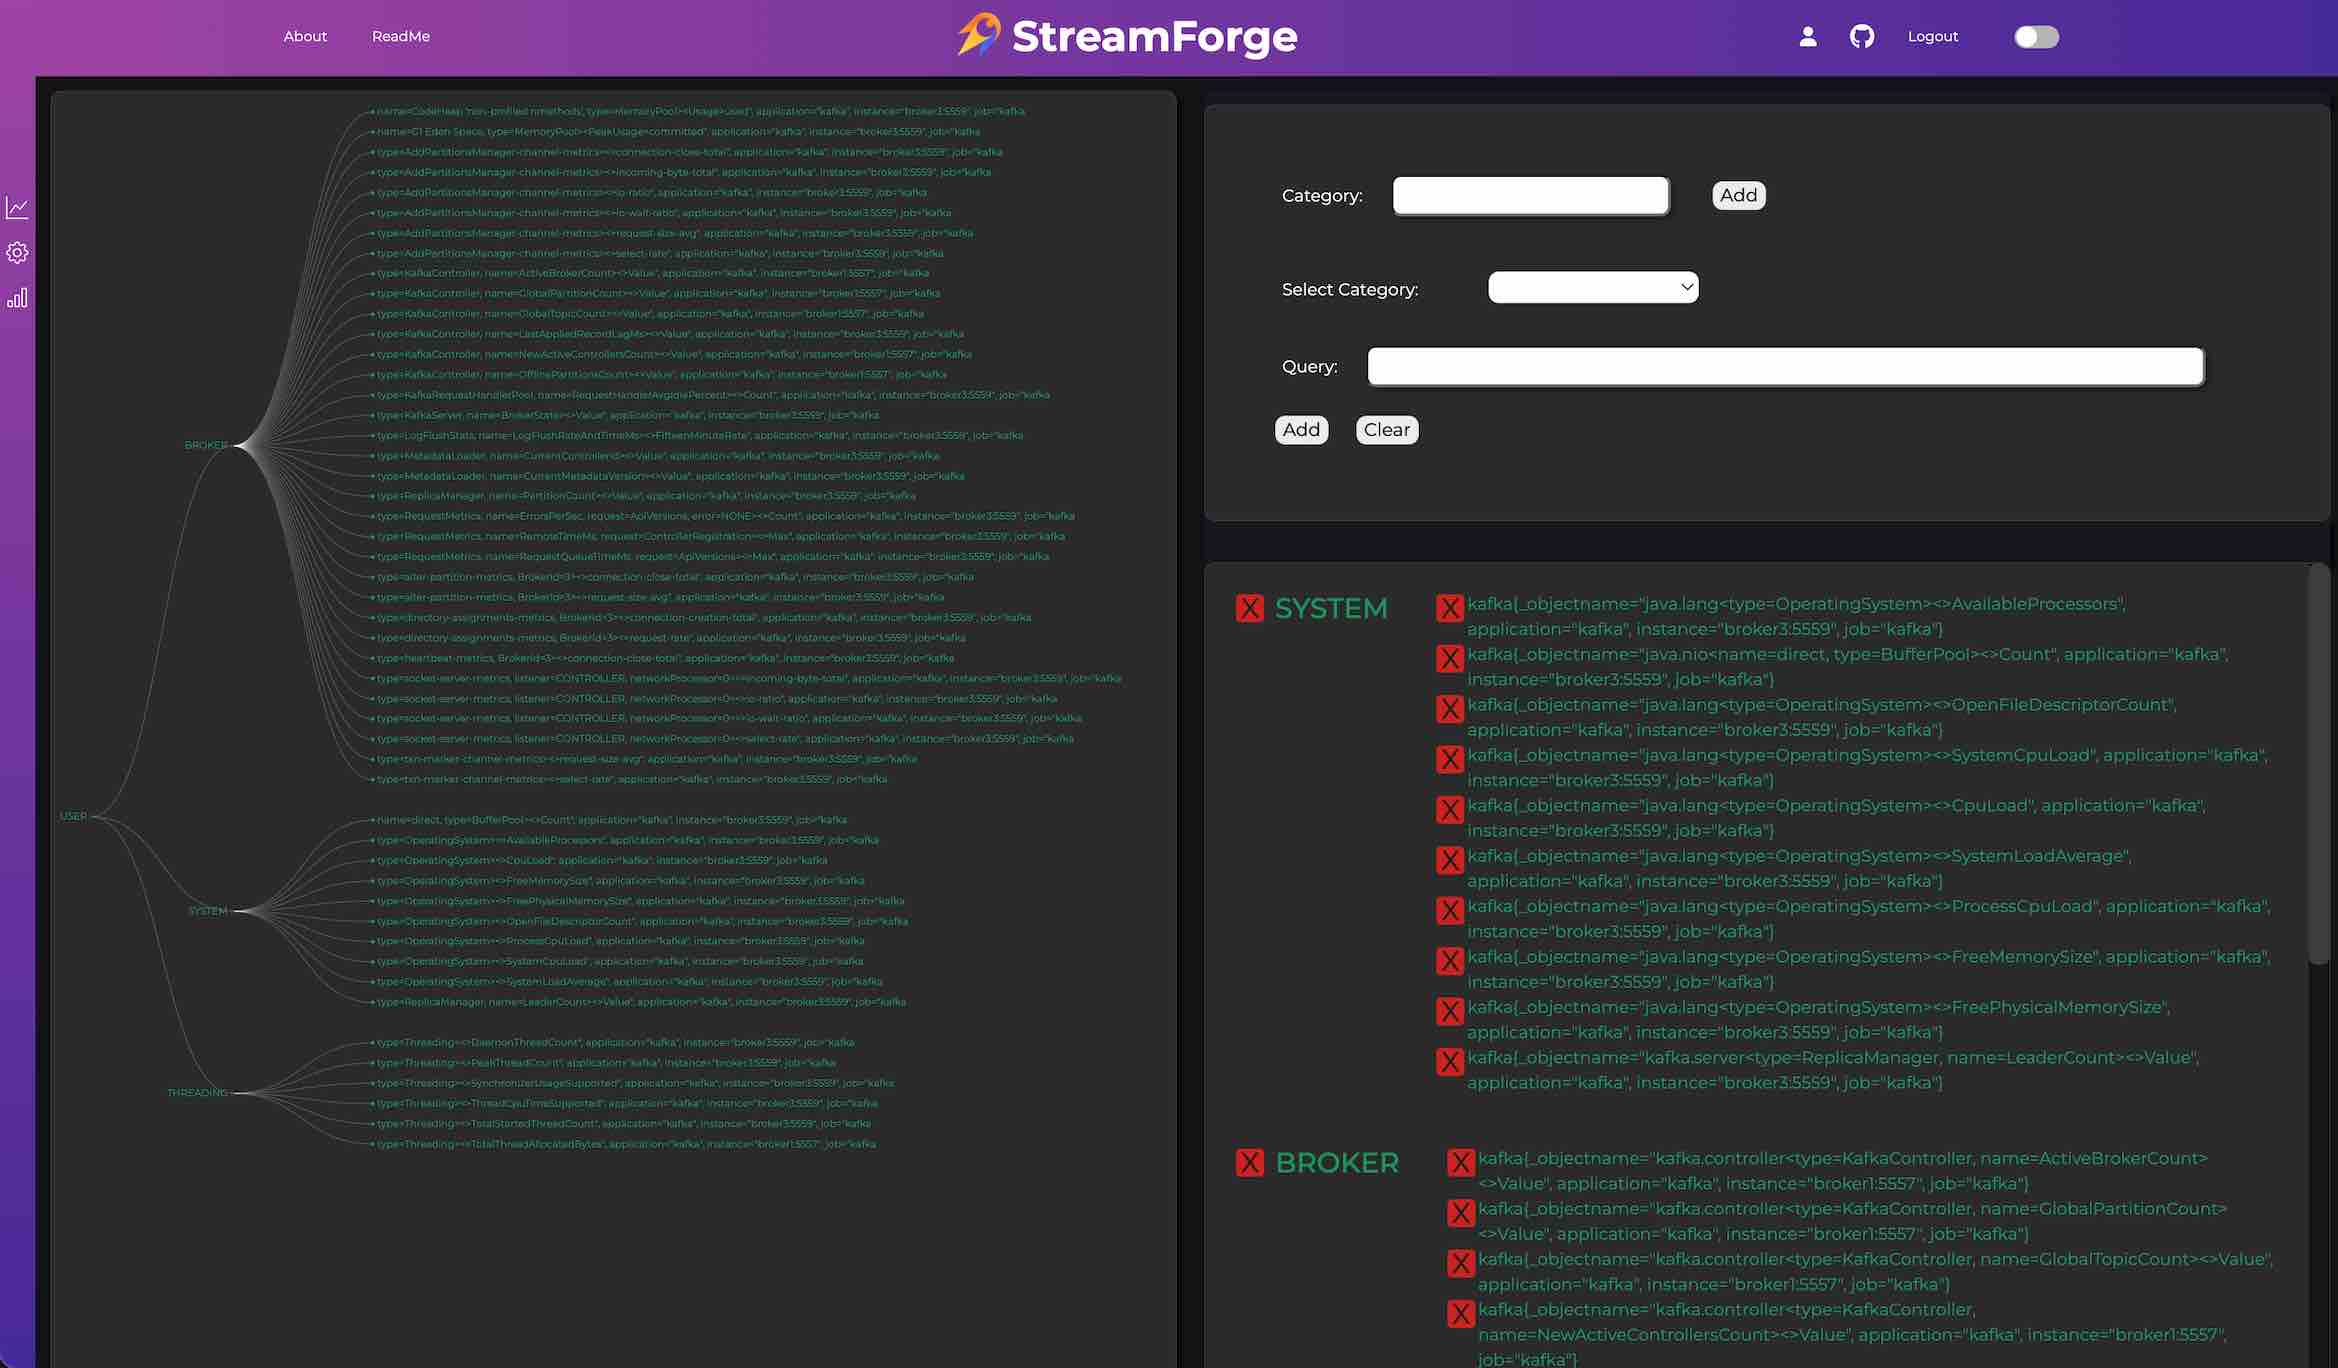 About
ReadMe
StreamForge
Logout
name=CodeHeap 'non-profiled nmethods', type=MemoryPool><Usage>used", application="kafka", instance="broker3:5559", job="kafka
name=G1 Eden Space, type=MemoryPool><PeakUsage>committed", application="kafka", instance="broker3:5559", job="kafka
type=AddPartitionsManager-channel-metrics><>connection-close-total", application="kafka", instance="broker3:5559", job="kafka
type=AddPartitionsManager-channel-metrics><>incoming-byte-total", application="kafka", instance="broker3:5559", job="kafka
type=AddPartitionsManager-channel-metrics><>io-ratio", application="kafka", instance="broker3:5559", job="kafka
type=AddPartitionsManager-channel-metrics><>io-wait-ratio", application="kafka", instance="broker3:5559", job="kafka
type=AddPartitionsManager-channel-metrics><>request-size-avg", application="kafka", instance="broker3:5559", job="kafka
type=AddPartitionsManager-channel-metrics><>select-rate", application="kafka", instance="broker3:5559", job="kafka
type=KafkaController, name=ActiveBrokerCount><>Value", application="kafka", instance="broker1:5557", job="kafka
type=KafkaController, name=GlobalPartitionCount><>Value", application="kafka", instance="broker1:5557", job="kafka
type=KafkaController, name=GlobalTopicCount><>Value", application="kafka", instance="broker1:5557", job="kafka
type=KafkaController, name=LastAppliedRecordLagMs><>Value", application="kafka", instance="broker3:5559", job="kafka
type=KafkaController, name=NewActiveControllersCount><>Value", application="kafka", instance="broker1:5557", job="kafka
type=KafkaController, name=OfflinePartitionsCount><>Value", application="kafka", instance="broker1:5557", job="kafka
type=KafkaRequestHandlerPool, name=RequestHandlerAvgIdlePercent><>Count", application="kafka", instance="broker3:5559", job="kafka
type=KafkaServer, name=BrokerState><>Value", application="kafka", instance="broker3:5559", job="kafka
type=LogFlushStats, name=LogFlushRateAndTimeMs><>FifteenMinuteRate", application="kafka", instance="broker3:5559", job="kafka
BROKER
type=MetadataLoader, name=CurrentControllerId><>Value", application="kafka", instance="broker3:5559", job="kafka
type=MetadataLoader, name=CurrentMetadataVersion><>Value", application="kafka", instance="broker3:5559", job="kafka
type=ReplicaManager, name=PartitionCount><>Value", application="kafka", instance="broker3:5559", job="kafka
type=RequestMetrics, name=ErrorsPerSec, request=ApiVersions, error=NONE><>Count", application="kafka", instance="broker3:5559", job="kafka
type=RequestMetrics, name=RemoteTimeMs, request=ControllerRegistration><>Max", application="kafka", instance="broker3:5559", job="kafka
type=RequestMetrics, name=RequestQueueTimeMs, request=ApiVersions><>Max", application="kafka", instance="broker3:5559", job="kafka
type=alter-partition-metrics, BrokerId=3><>connection-close-total", application="kafka", instance="broker3:5559", job="kafka
type=alter-partition-metrics, BrokerId=3><>request-size-avg", application="kafka", instance="broker3:5559", job="kafka
type=directory-assignments-metrics, BrokerId=3><>connection-creation-total", application="kafka", instance="broker3:5559", job="kafka
type=directory-assignments-metrics, BrokerId=3><>request-rate", application="kafka", instance="broker3:5559", job="kafka
type=heartbeat-metrics, BrokerId=3><>connection-close-total", application="kafka", instance="broker3:5559", job="kafka
type=socket-server-metrics, listener=CONTROLLER, networkProcessor=0><>incoming-byte-total", application="kafka", instance="broker3:5559", job="kafka
type=socket-server-metrics, listener=CONTROLLER, networkProcessor=0><>io-ratio", application="kafka", instance="broker3:5559", job="kafka
type=socket-server-metrics, listener=CONTROLLER, networkProcessor=0><>io-wait-ratio", application="kafka", instance="broker3:5559", job="kafka
type=socket-server-metrics, listener=CONTROLLER, networkProcessor=0><>select-rate", application="kafka", instance="broker3:5559", job="kafka
type=txn-marker-channel-metrics><>request-size-avg", application="kafka", instance="broker3:5559", job="kafka
type=txn-marker-channel-metrics><>select-rate", application="kafka", instance="broker3:5559", job="kafka
USER
name=direct, type=BufferPool><>Count", application="kafka", instance="broker3:5559", job="kafka
type=OperatingSystem><>AvailableProcessors", application="kafka", instance="broker3:5559", job="kafka
type=OperatingSystem><>CpuLoad", application="kafka", instance="broker3:5559", job="kafka
type=OperatingSystem><>FreeMemorySize", application="kafka", instance="broker3:5559", job="kafka
type=OperatingSystem><>FreePhysicalMemorySize", application="kafka", instance="broker3:5559", job="kafka
SYSTEM
type=OperatingSystem><>OpenFileDescriptorCount", application="kafka", instance="broker3:5559", job="kafka
type=OperatingSystem><>ProcessCpuLoad", application="kafka", instance="broker3:5559", job="kafka
type=OperatingSystem><>SystemCpuLoad", application="kafka", instance="broker3:5559", job="kafka
type=OperatingSystem><>SystemLoadAverage", application="kafka", instance="broker3:5559", job="kafka
type=ReplicaManager, name=LeaderCount><>Value", application="kafka", instance="broker3:5559", job="kafka
type=Threading><>DaemonThreadCount", application="kafka", instance="broker3:5559", job="kafka
type=Threading><>PeakThreadCount", application="kafka", instance="broker3:5559", job="kafka
type=Threading><>SynchronizerUsageSupported", application="kafka", instance="broker3:5559", job="kafka
THREADING
type=Threading><>ThreadCpuTimeSupported", application="kafka", instance="broker3:5559", job="kafka
type=Threading><>TotalStartedThreadCount", application="kafka", instance="broker3:5559", job="kafka
type=Threading><>TotalThreadAllocatedBytes", application="kafka", instance="broker1:5557", job="kafka
Category:
Add
Select Category:
Query:
Add
Clear
X SYSTEM
X kafka{_objectname="java.lang<type=OperatingSystem><>AvailableProcessors",
application="kafka", instance="broker3:5559", job="kafka"}
X kafka{_objectname="java.nio<name=direct, type=BufferPool><>Count", application="kafka",
instance="broker3:5559", job="kafka"}
X kafka{_objectname="java.lang<type=OperatingSystem><>OpenFileDescriptorCount",
application="kafka", instance="broker3:5559", job="kafka"}
X kafka{_objectname="java.lang<type=OperatingSystem><>SystemCpuLoad", application="kafka",
instance="broker3:5559", job="kafka"}
X kafka{_objectname="java.lang<type=OperatingSystem><>CpuLoad", application="kafka",
instance="broker3:5559", job="kafka"}
X kafka{_objectname="java.lang<type=OperatingSystem><>SystemLoadAverage",
application="kafka", instance="broker3:5559", job="kafka"}
X kafka{_objectname="java.lang<type=OperatingSystem><>ProcessCpuLoad", application="kafka",
instance="broker3:5559", job="kafka"}
X kafka{_objectname="java.lang<type=OperatingSystem><>FreeMemorySize", application="kafka",
instance="broker3:5559", job="kafka"}
X kafka{_objectname="java.lang<type=OperatingSystem><>FreePhysicalMemorySize",
application="kafka", instance="broker3:5559", job="kafka"}
X kafka{_objectname="kafka.server<type=ReplicaManager, name=LeaderCount><>Value",
application="kafka", instance="broker3:5559", job="kafka"}
X BROKER
X kafka{_objectname="kafka.controller<type=KafkaController, name=ActiveBrokerCount>
<>Value", application="kafka", instance="broker1:5557", job="kafka"}
X kafka{_objectname="kafka.controller<type=KafkaController, name=GlobalPartitionCount>
<>Value", application="kafka", instance="broker1:5557", job="kafka"}
X kafka{_objectname="kafka.controller<type=KafkaController, name=GlobalTopicCount><>Value",
application="kafka", instance="broker1:5557", job="kafka"}
X kafka{_objectname="kafka.controller<type=KafkaController,
name=NewActiveControllersCount><>Value", application="kafka", instance="broker1:5557",
job="kafka"}